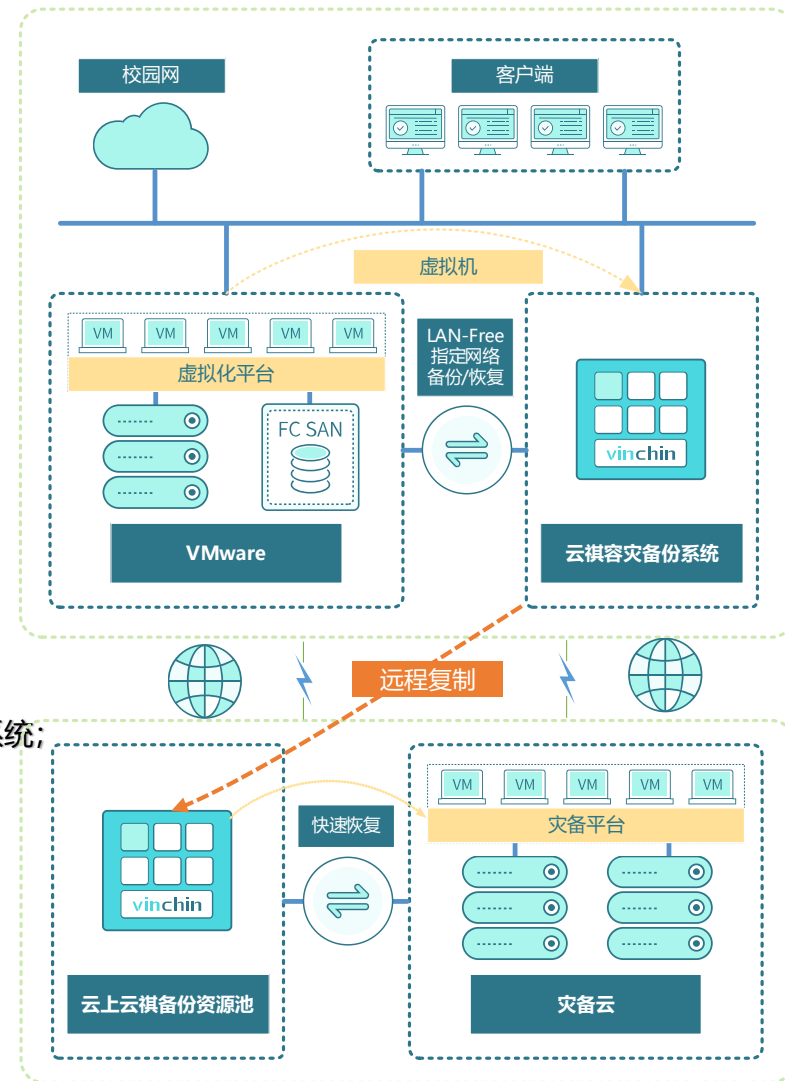 校园网
客户端
虚拟机
VM VM VM VM VM
虚拟化平台
LAN-Free
指定网络
备份/恢复
FC SAN
vinchin
VMware
云祺容灾备份系统
远程复制
统；
VM VM VM VM VM
快速恢复
灾备平台
vinchin
云上云祺备份资源池
灾备云